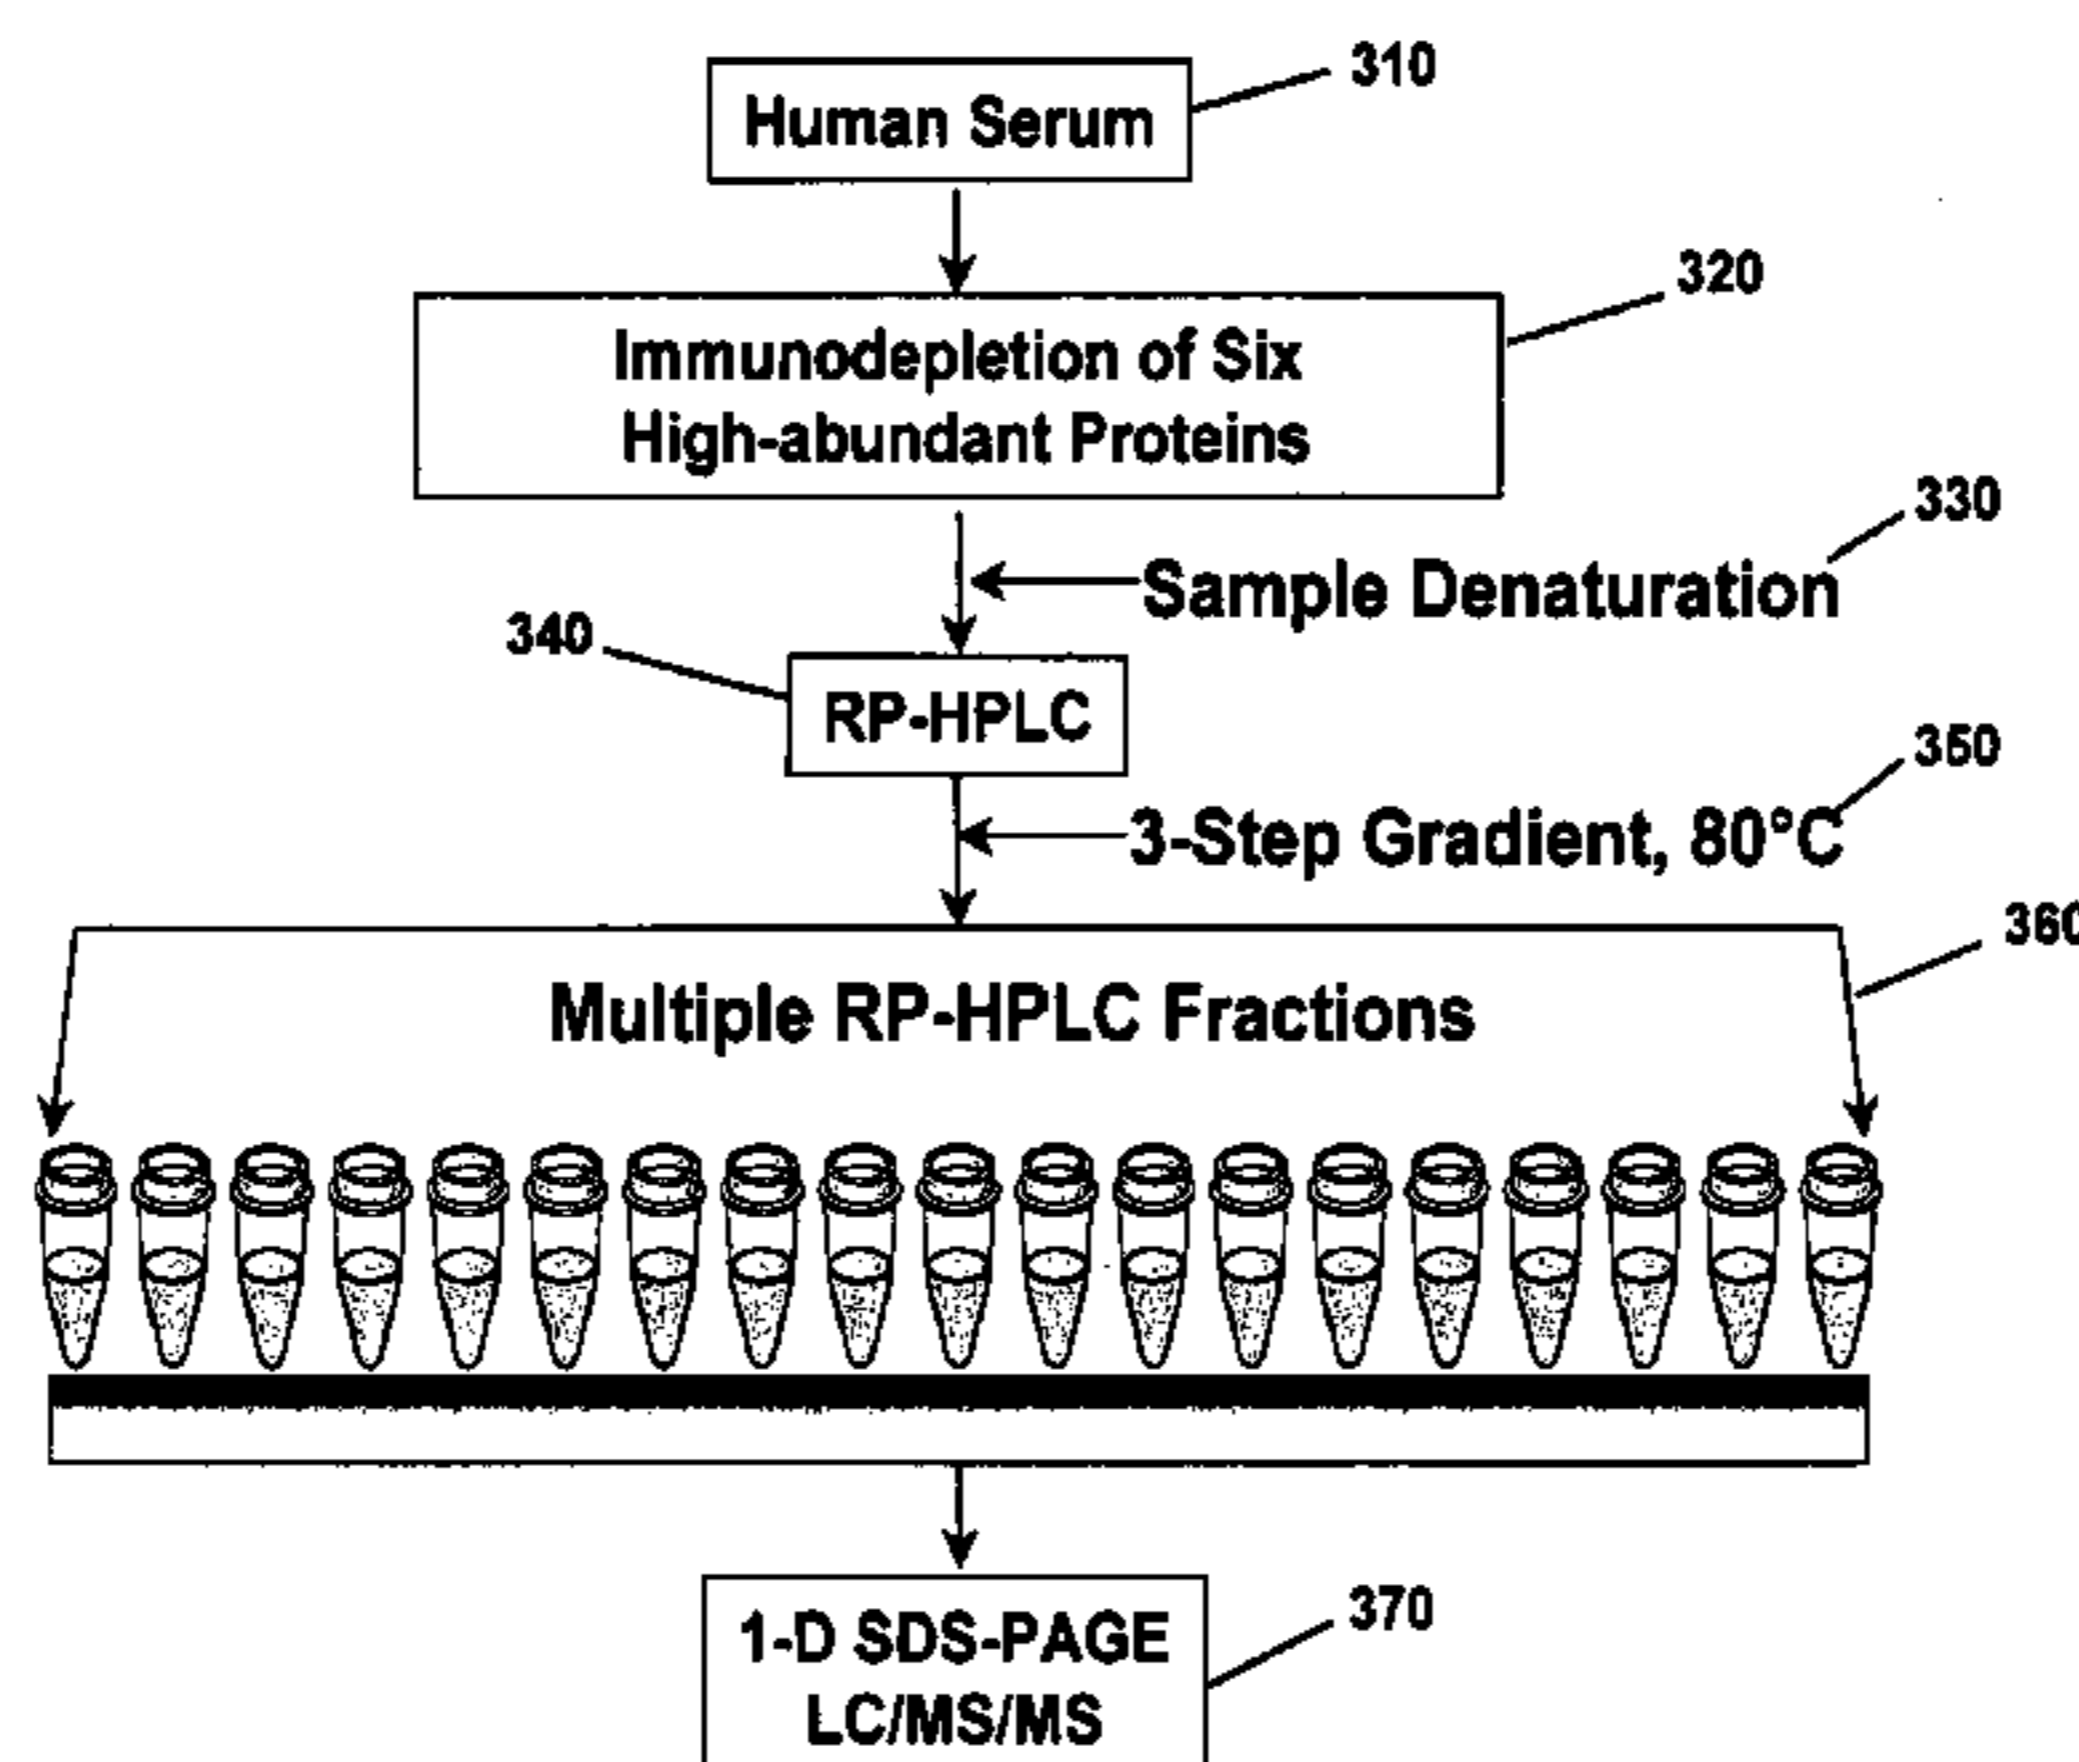 310
Human Serum
320
Immunodepletion of Six
High-abundant Proteins
330
Sample Denaturation
340
RP-HPLC
350
3-Step Gradient, 80°C
360
Multiple RP-HPLC Fractions
370
1-D SDS-PAGE
LC/MS/MS